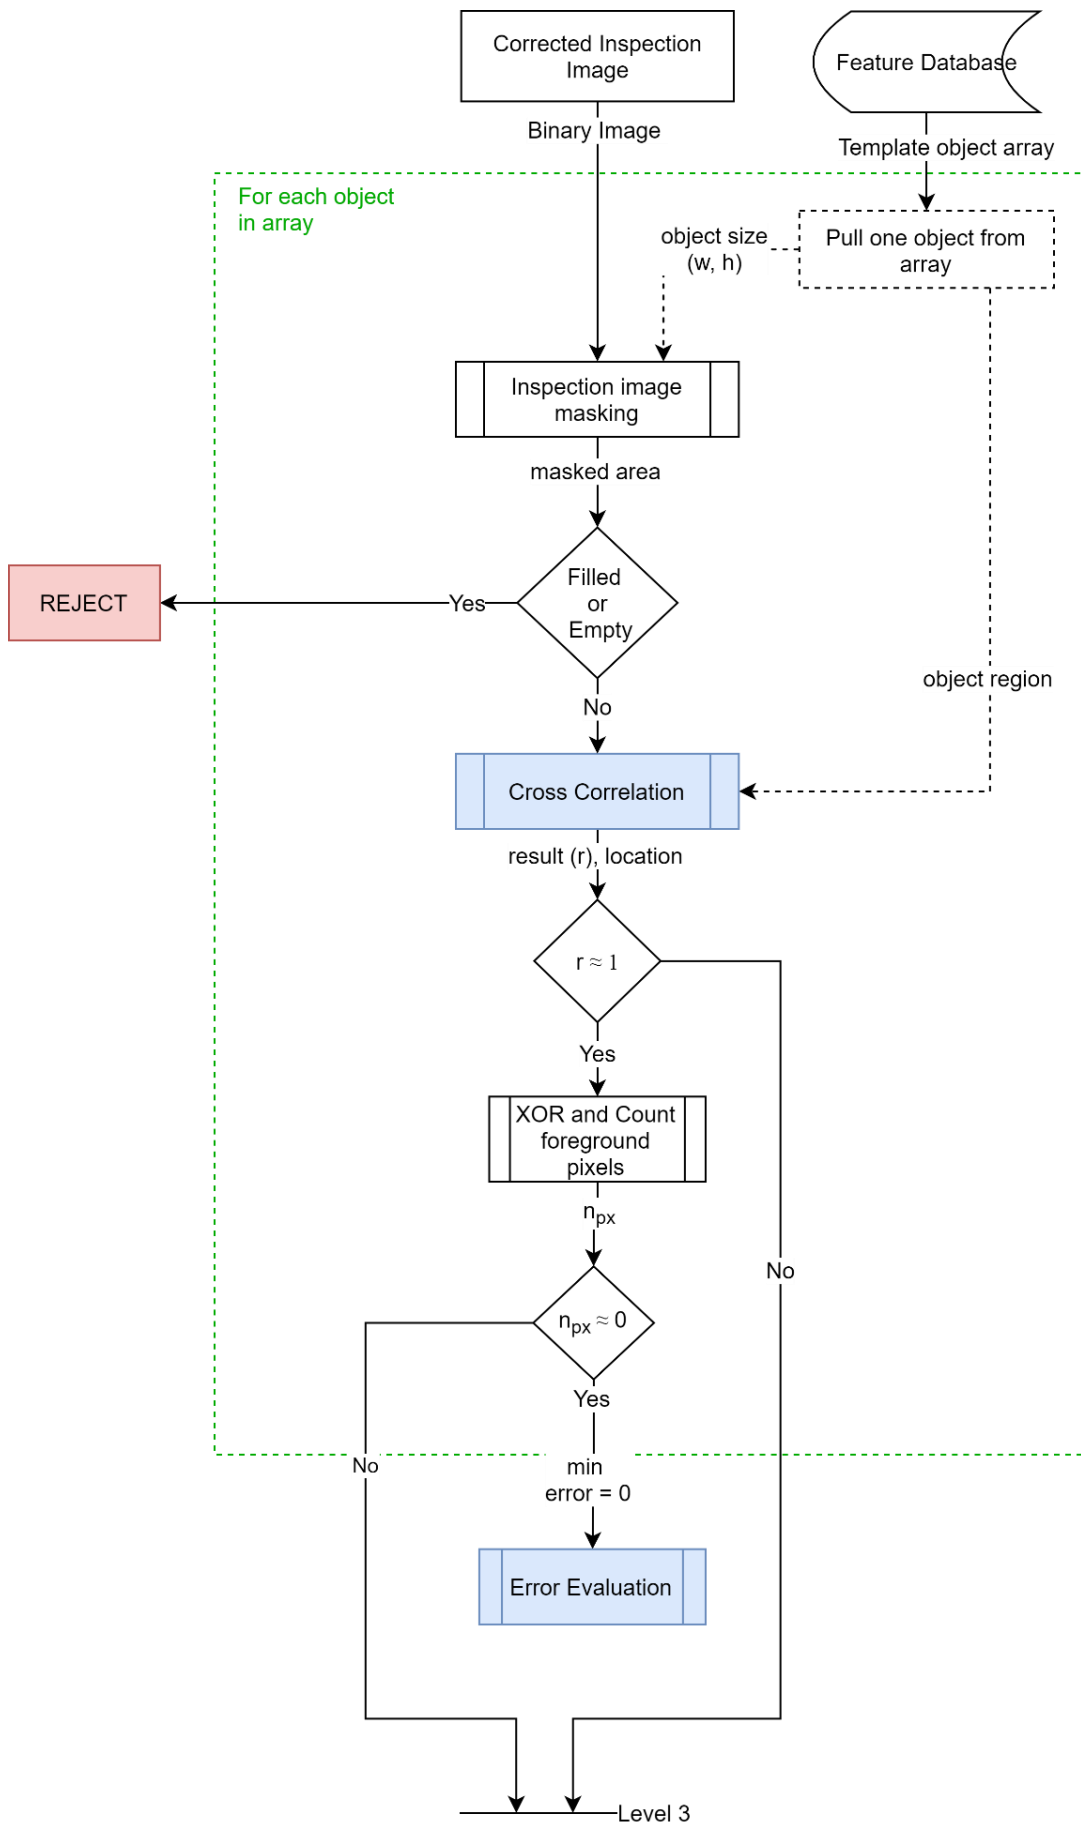 Corrected Inspection
Image
Feature Database
Binary Image
Template object array
For each object
in array
object size
(w, h)
Pull one object from
array
Inspection image
masking
masked area
Filled
or
Empty
Yes
REJECT
No
object region
Cross Correlation
result (r), location
r ≈ 1
Yes
XOR and Count
foreground
pixels
npx
No
npx ≈ 0
Yes
No
min
error = 0
Error Evaluation
Level 3